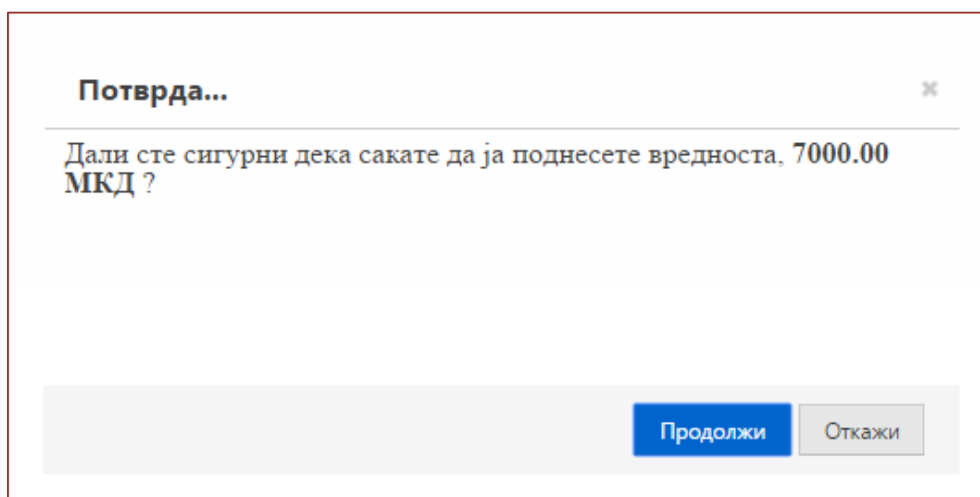 Потврда...
Дали сте сигурни дека сакате да ја поднесете вредноста, 7000.00
МКД ?
Продолжи Откажи